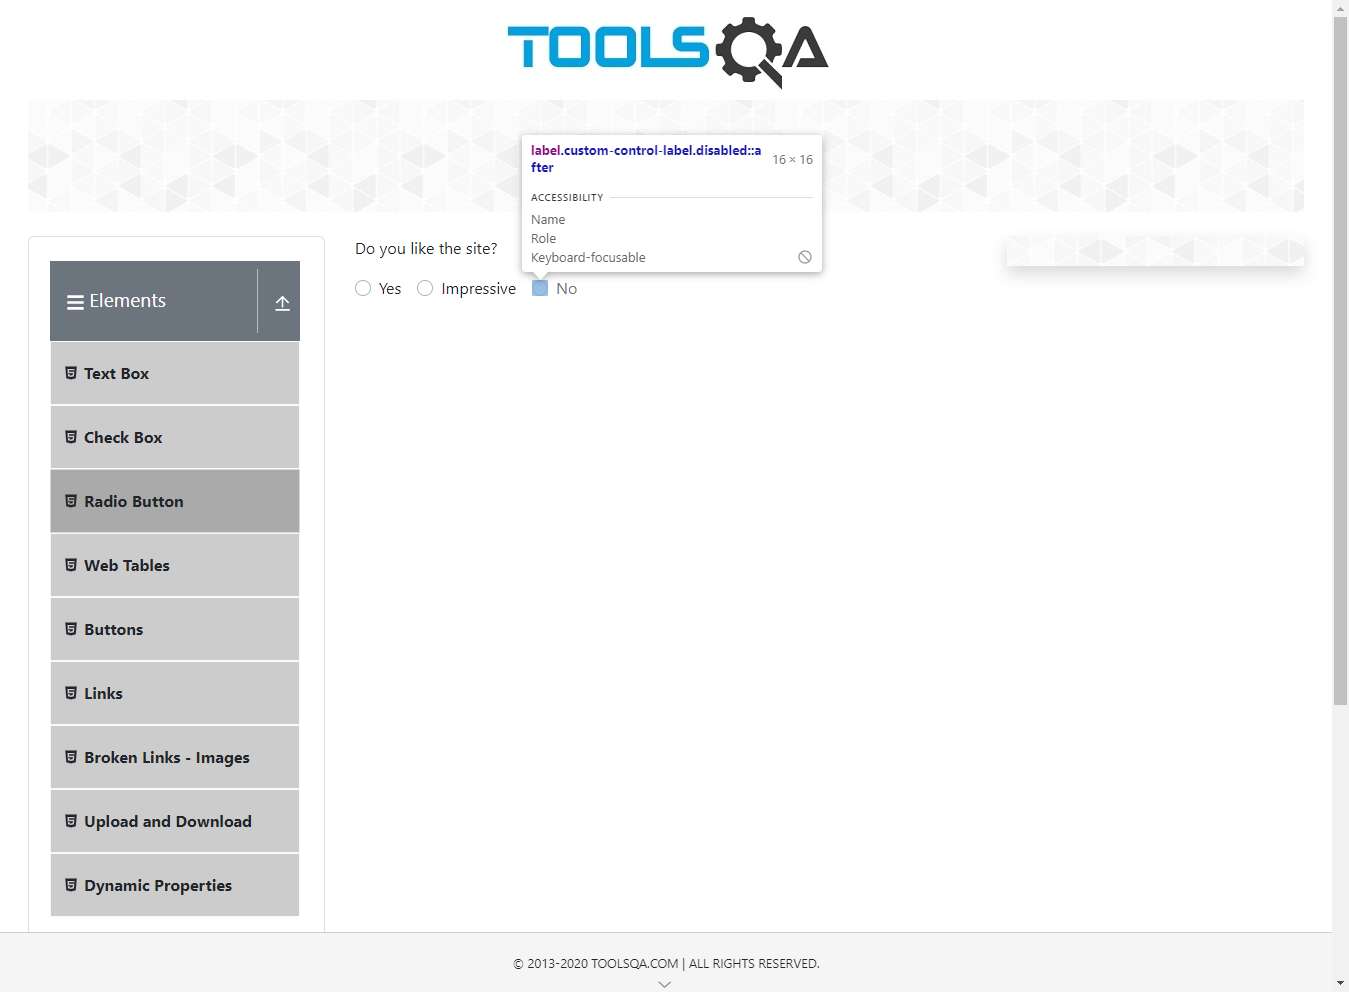 TOOLSQA
label.custom-control-label.disabled::a
fter
16 × 16
ACCESSIBILITY
Name
Role
Keyboard-focusable
Do you like the site?
Yes
Impressive
No
Elements
Text Box
Check Box
Radio Button
Web Tables
Buttons
Links
Broken Links - Images
Upload and Download
Dynamic Properties
© 2013-2020 TOOLSQA.COM | ALL RIGHTS RESERVED.